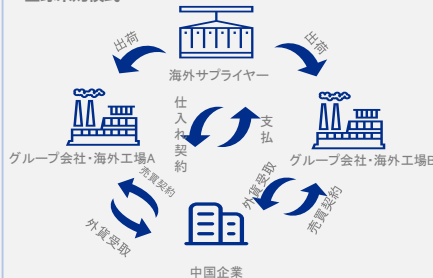 出荷
出荷
海外サプライヤー
仕入れ契約
支払
グループ会社・海外工場A
グループ会社・海外工場B
売買契約
外貨受取
外貨受取
売買契約
中国企業